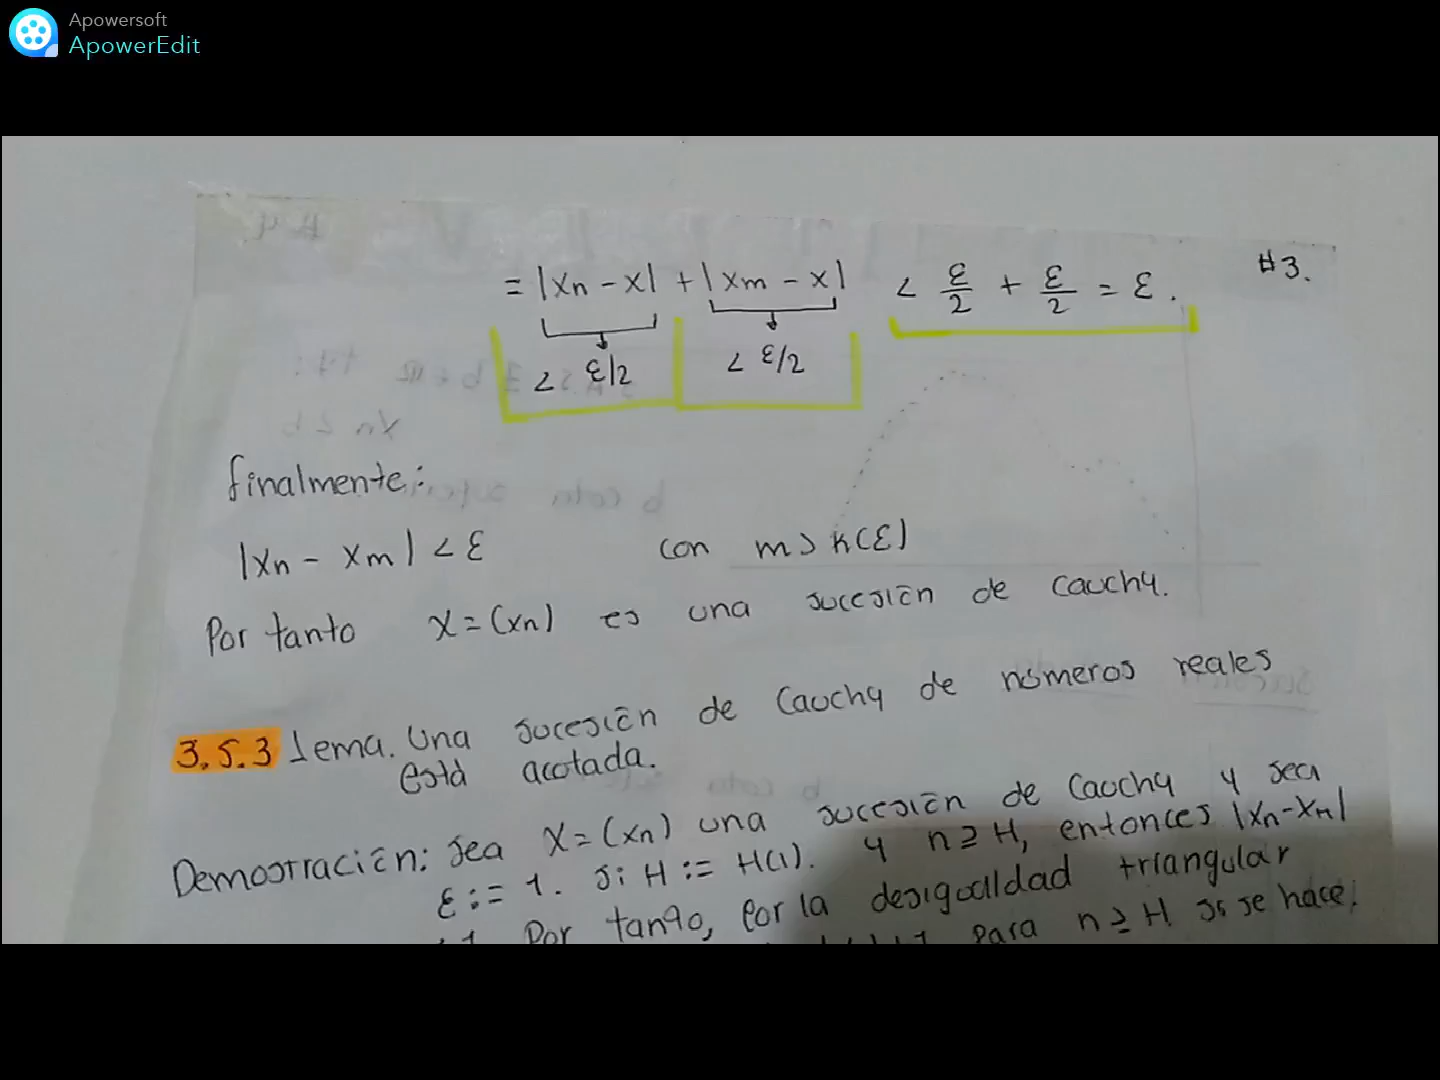 Apowersoft
ApowerEdit
#3.
= |xn - x| + |xm - x| < ε/2 + ε/2 = ε.
< ε/2 < ε/2
finalmente:
|xn - xm| < ε con m > k(ε)
Por tanto X = (xn) es una sucesión de cauchy.
3.5.3 Lema. Una sucesión de Cauchy de números reales
está acotada.
Demostración: sea X = (xn) una sucesión de Cauchy y sea
ε := 1. Si H := H(1). y n ≥ H, entonces |xn - xH|
Por tanto, por la desigualdad triangular
para n ≥ H si se hace: